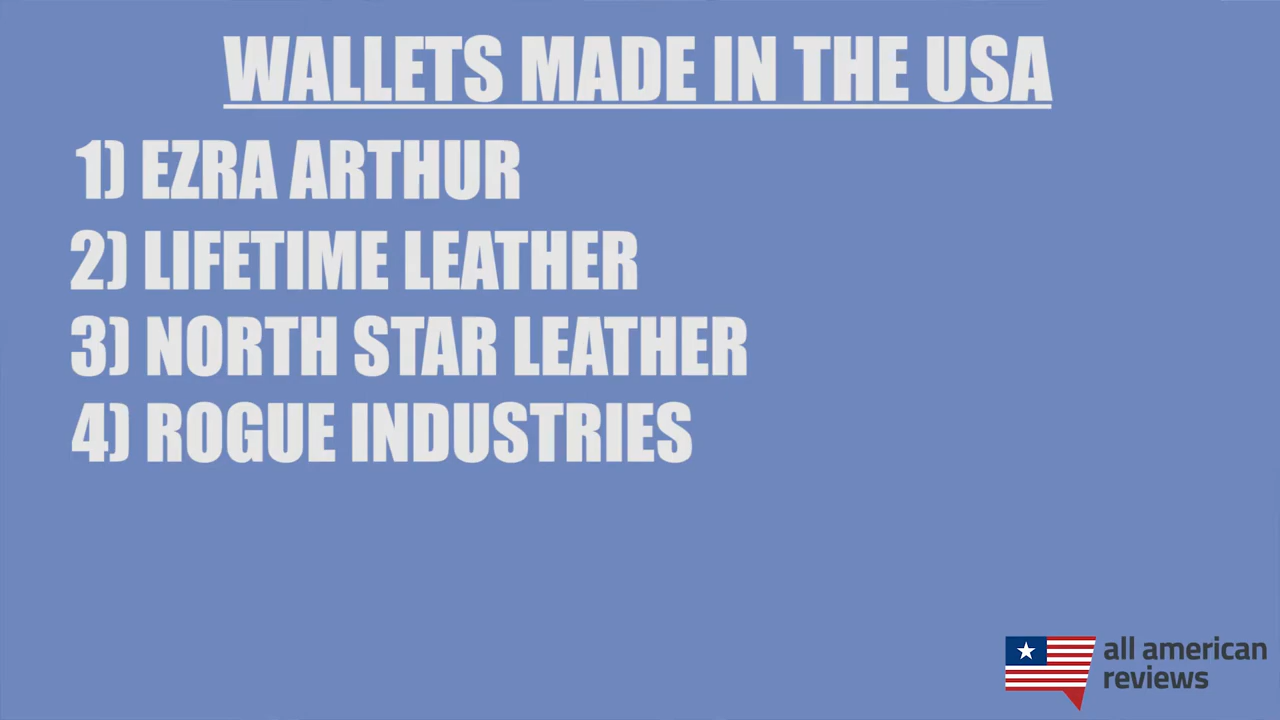 WALLETS MADE IN THE USA
1) EZRA ARTHUR
2) LIFETIME LEATHER
3) NORTH STAR LEATHER
4) ROGUE INDUSTRIES
all american
reviews